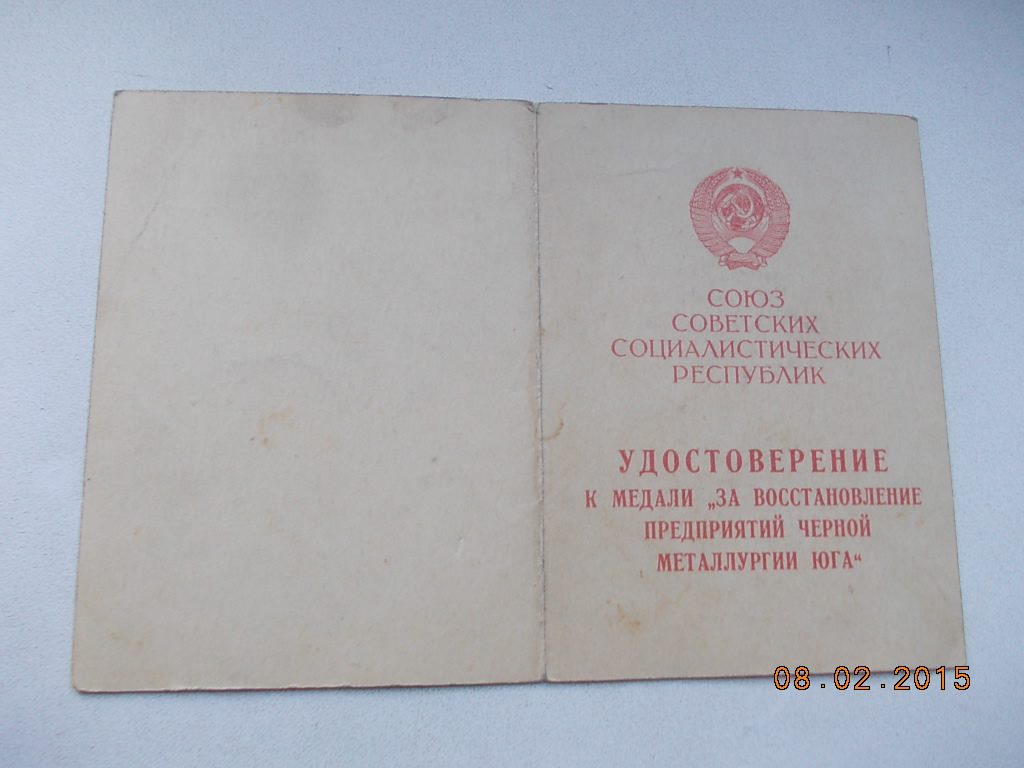 СОЮЗ
СОВЕТСКИХ
СОЦИАЛИСТИЧЕСКИХ
РЕСПУБЛИК
УДОСТОВЕРЕНИЕ
К МЕДАЛИ „ЗА ВОССТАНОВЛЕНИЕ
ПРЕДПРИЯТИЙ ЧЕРНОЙ
МЕТАЛЛУРГИИ ЮГА“
08.02.2015